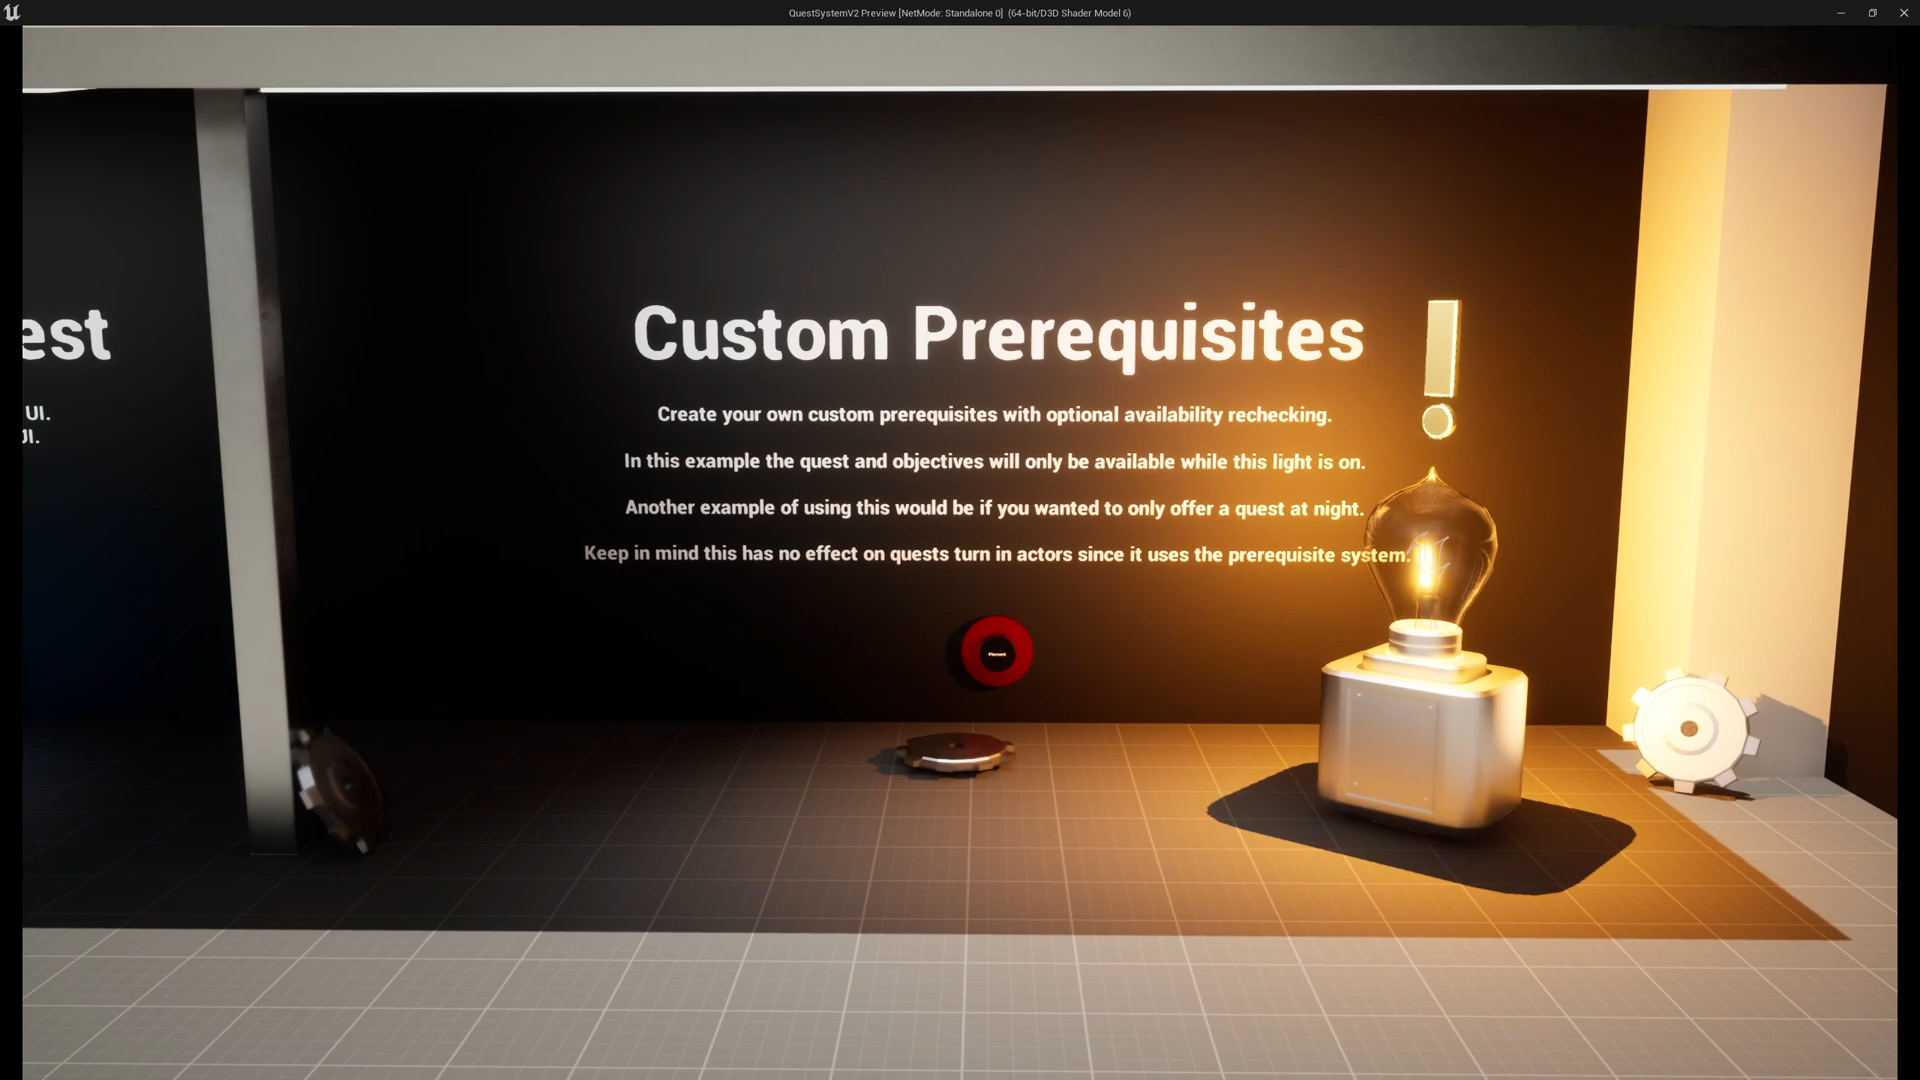 QuestSystemV2 Preview [NetMode: Standalone 0] (64-bit/D3D Shader Model 6)
est
UI.
UI.
Custom Prerequisites
Create your own custom prerequisites with optional availability rechecking.
In this example the quest and objectives will only be available while this light is on.
Another example of using this would be if you wanted to only offer a quest at night.
Keep in mind this has no effect on quests turn in actors since it uses the prerequisite system.